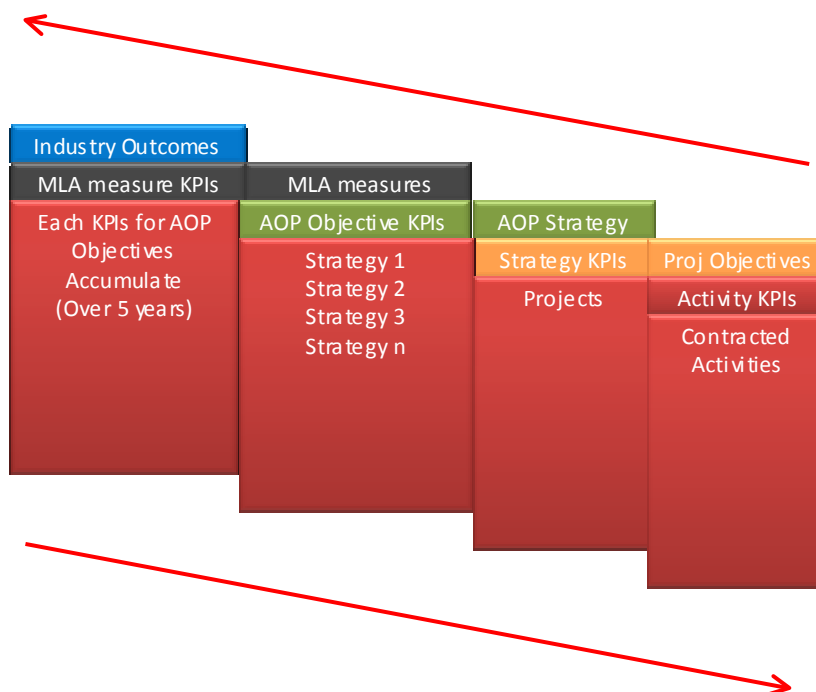 Industry Outcomes
MLA measure KPIs
Each KPIs for AOP
Objectives
Accumulate
(Over 5 years)
MLA measures
AOP Objective KPIs
Strategy 1
Strategy 2
Strategy 3
Strategy n
AOP Strategy
Strategy KPIs
Projects
Proj Objectives
Activity KPIs
Contracted
Activities